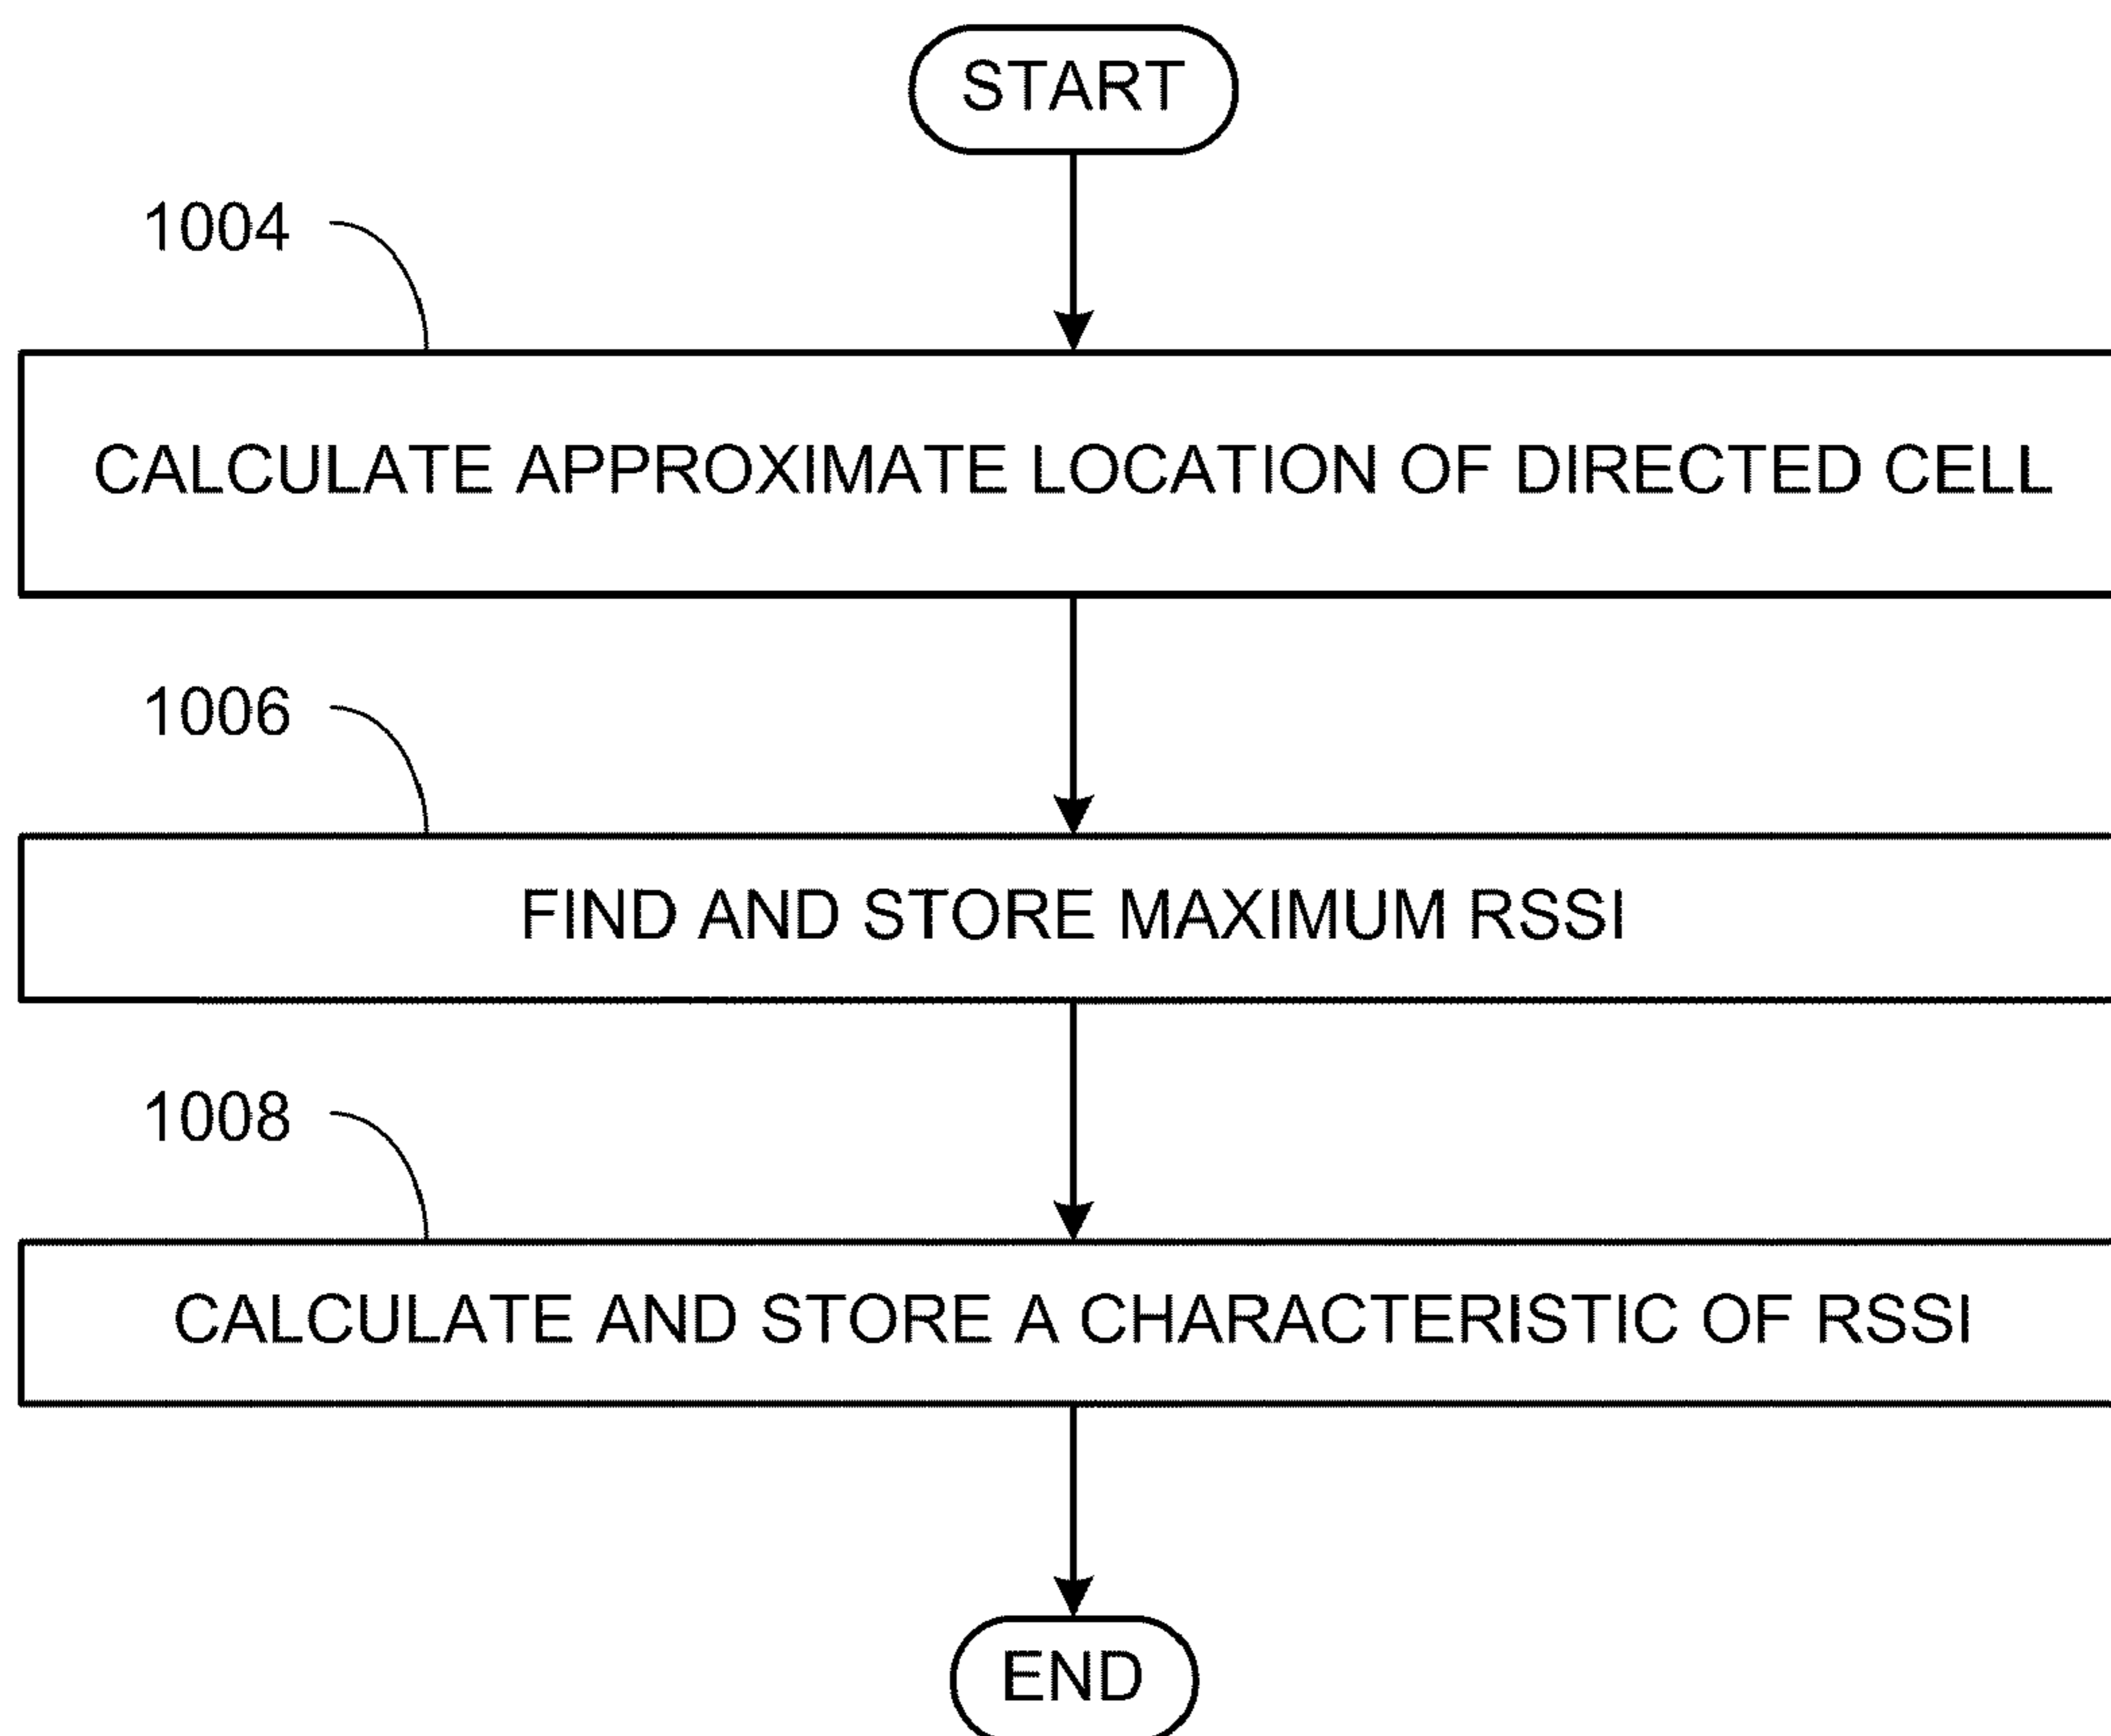 START
1004
CALCULATE APPROXIMATE LOCATION OF DIRECTED CELL
1006
FIND AND STORE MAXIMUM RSSI
1008
CALCULATE AND STORE A CHARACTERISTIC OF RSSI
END